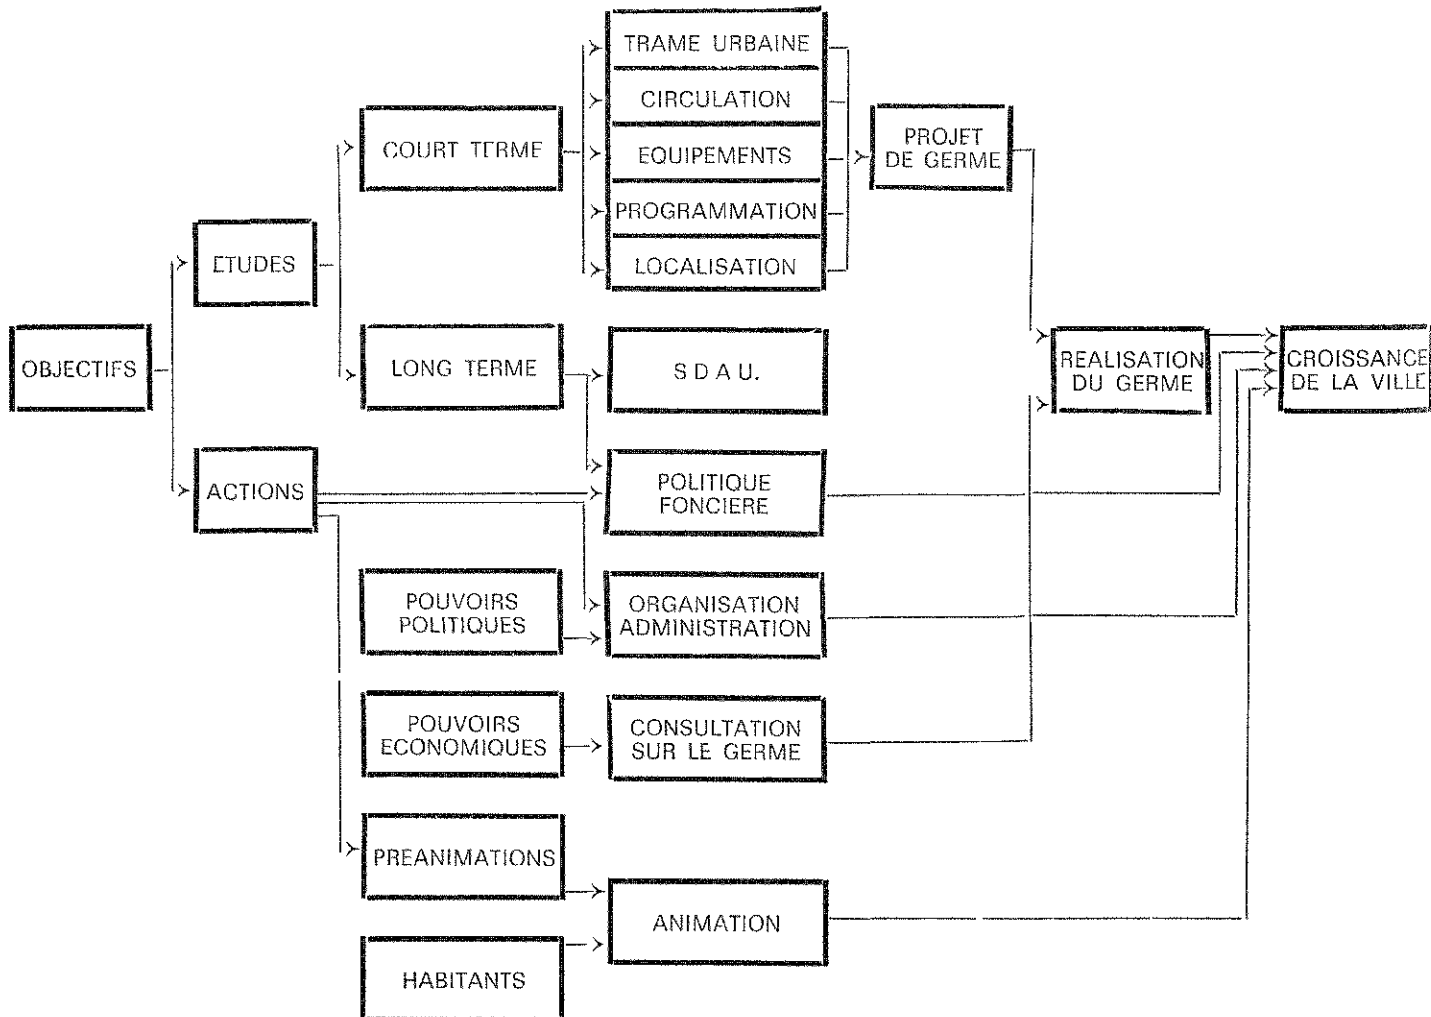 TRAME URBAINE
CIRCULATION
COURT TERME
EQUIPEMENTS
PROJET
DE GERME
PROGRAMMATION
ETUDES
LOCALISATION
OBJECTIFS
LONG TERME
S D A U.
REALISATION
DU GERME
CROISSANCE
DE LA VILLE
ACTIONS
POLITIQUE
FONCIERE
POUVOIRS
POLITIQUES
ORGANISATION
ADMINISTRATION
POUVOIRS
ECONOMIQUES
CONSULTATION
SUR LE GERME
PREANIMATIONS
ANIMATION
HABITANTS